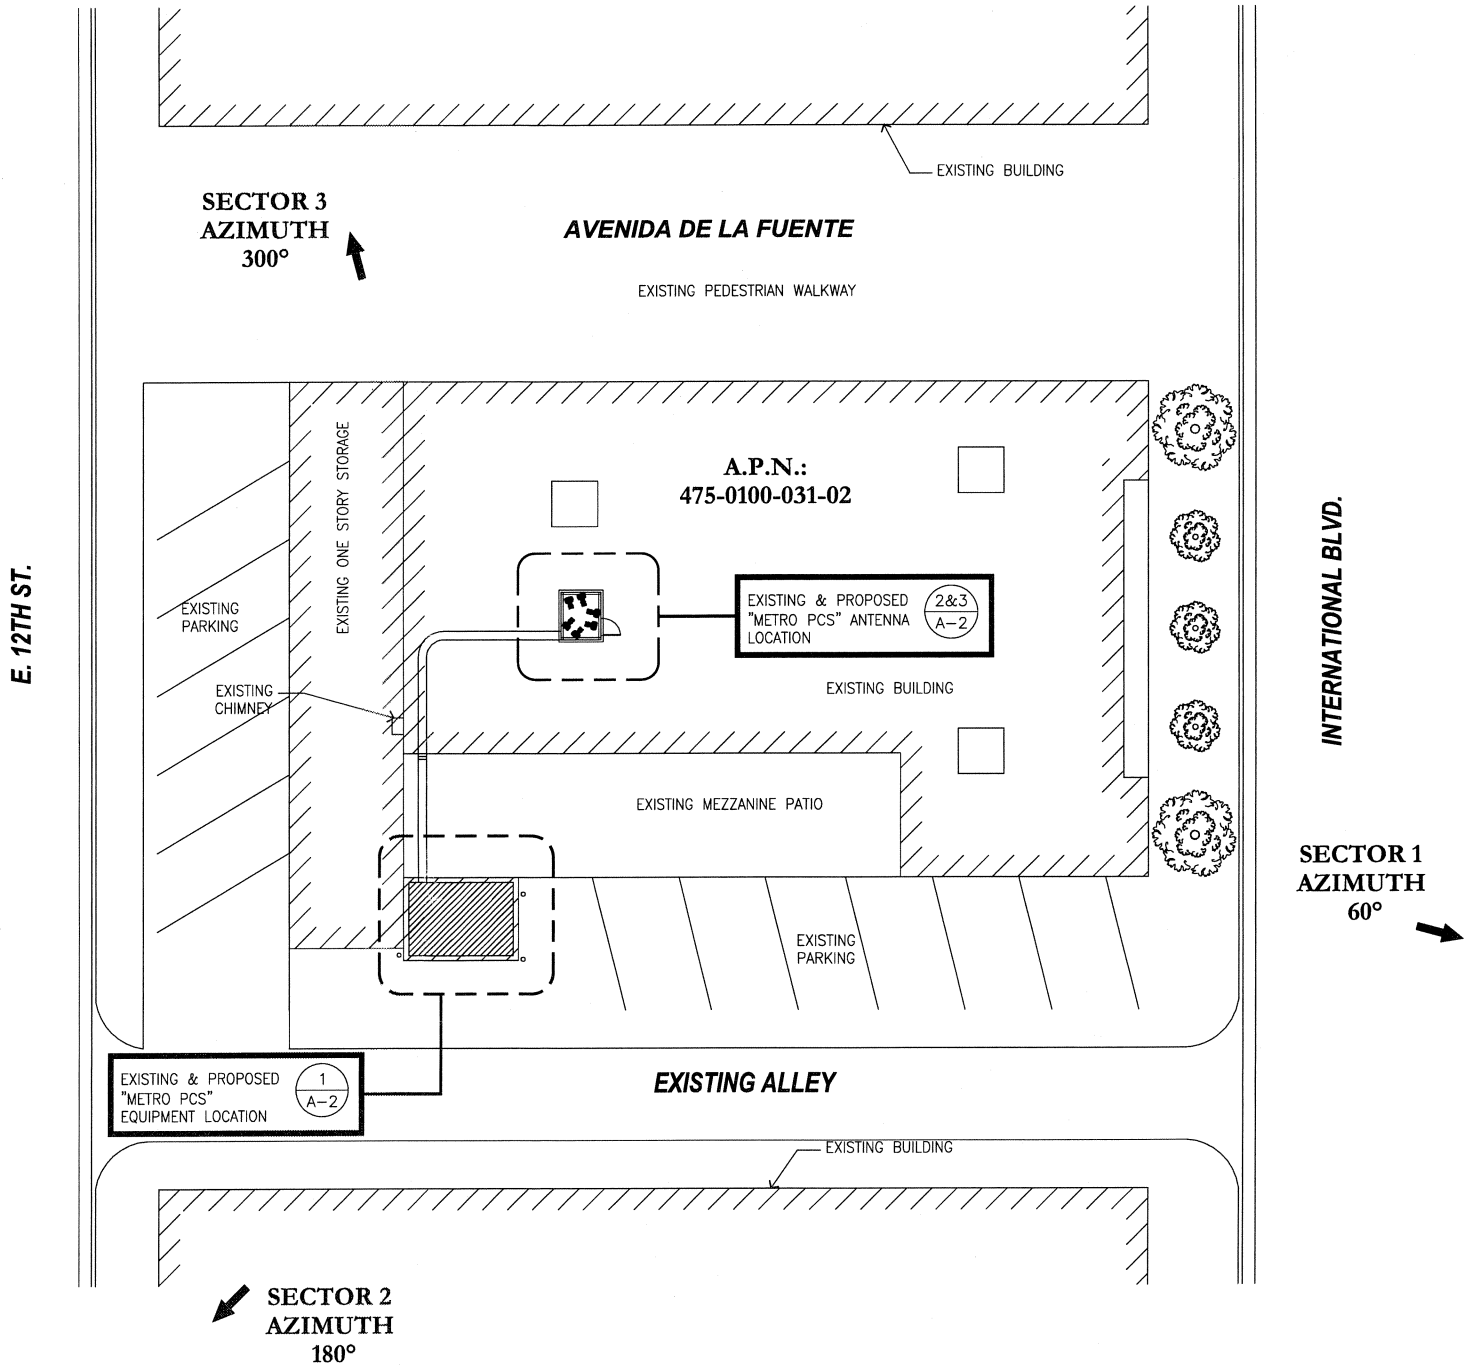 EXISTING BUILDING
SECTOR 3
AZIMUTH
300°
AVENIDA DE LA FUENTE
EXISTING PEDESTRIAN WALKWAY
EXISTING ONE STORY STORAGE
A.P.N.:
475-0100-031-02
E. 12TH ST.
EXISTING
PARKING
EXISTING & PROPOSED
"METRO PCS" ANTENNA
LOCATION
2&3
A-2
INTERNATIONAL BLVD.
EXISTING
CHIMNEY
EXISTING BUILDING
EXISTING MEZZANINE PATIO
SECTOR 1
AZIMUTH
60°
EXISTING
PARKING
EXISTING & PROPOSED
"METRO PCS"
EQUIPMENT LOCATION
1
A-2
EXISTING ALLEY
EXISTING BUILDING
SECTOR 2
AZIMUTH
180°